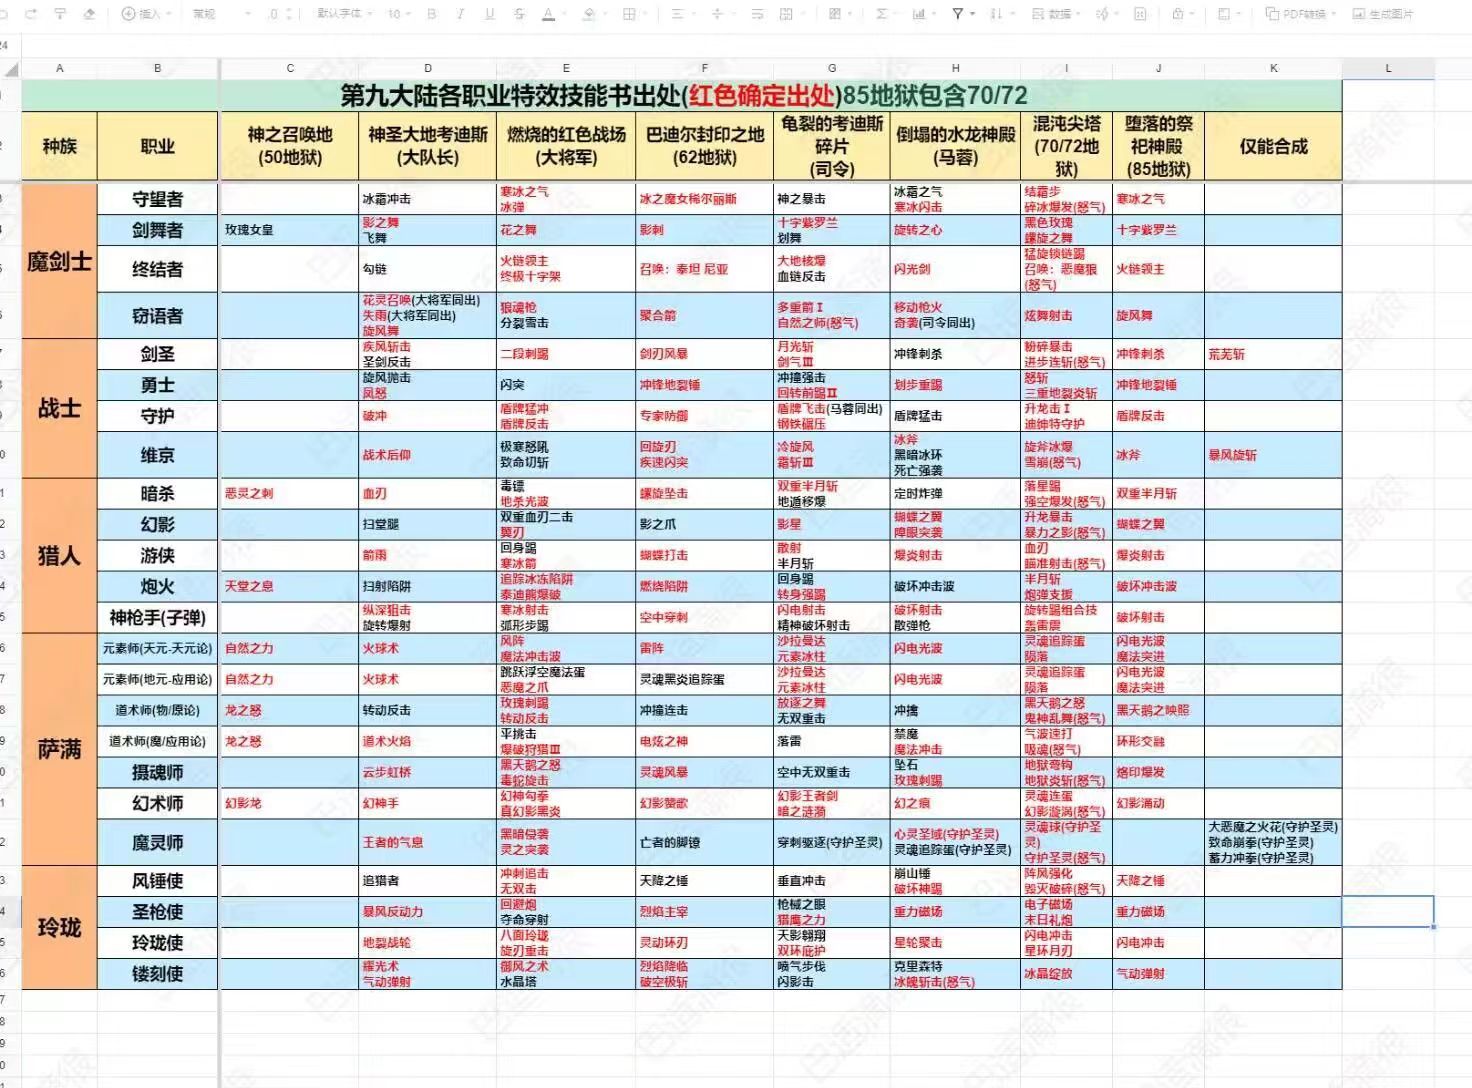 插入
常规
.0
默认字体
10
B
I
U
S
A
数据
PDF转换
生成图片
24
A B C D E F G H I J K L
第九大陆各职业特效技能书出处(红色确定出处)85地狱包含70/72
种族
职业
神之召唤地
(50地狱)
神圣大地考迪斯
(大队长)
燃烧的红色战场
(大将军)
巴迪尔封印之地
(62地狱)
龟裂的考迪斯
碎片
(司令)
倒塌的水龙神殿
(马蓉)
混沌尖塔
(70/72地
狱)
堕落的祭
祀神殿
(85地狱)
仅能合成
魔剑士
守望者
冰霜冲击
寒冰之气
冰弹
冰之魔女稀尔丽斯
神之暴击
冰霜之气
寒冰闪击
结霜步
碎冰爆发(怒气)
寒冰之气
剑舞者
玫瑰女皇
影之舞
飞舞
花之舞
影刺
十字紫罗兰
划舞
旋转之心
黑色玫瑰
螺旋之舞
十字紫罗兰
终结者
勾链
火链领主
终极十字架
召唤：泰坦 尼亚
大地核爆
血链反击
闪光剑
猛旋锁链踢
召唤：恶魔狼
(怒气)
火链领主
窃语者
花灵召唤(大将军同出)
失雨(大将军同出)
旋风舞
狼魂枪
分裂雪击
聚合箭
多重箭Ⅰ
自然之师(怒气)
移动枪火
奇袭(司令同出)
炫舞射击
旋风舞
战士
剑圣
疾风斩击
圣剑反击
二段刺踢
剑刃风暴
月光斩
剑气Ⅲ
冲锋刺杀
粉碎暴击
进步连斩(怒气)
冲锋刺杀
荒芜斩
勇士
旋风抛击
凤怒
闪突
冲锋地裂锤
冲撞强击
回转前踢Ⅱ
划步重踢
怒斩
三重地裂炎斩
冲锋地裂锤
守护
破冲
盾牌猛冲
盾牌反击
专家防御
盾牌飞击(马蓉同出)
钢铁碾压
盾牌猛击
升龙击Ⅰ
迪绅特守护
盾牌反击
维京
战术后仰
极寒怒吼
致命切斩
回旋刃
疾速闪突
冷旋风
霜斩Ⅲ
冰斧
黑暗冰环
死亡强袭
旋斧冰爆
雪崩(怒气)
冰斧
暴风旋斩
猎人
暗杀
恶灵之刺
血刃
毒镖
地杀光波
螺旋坠击
双重半月斩
地遁移爆
定时炸弹
落星踢
强空爆发(怒气)
双重半月斩
幻影
扫堂腿
双重血刃二击
翼刃
影之爪
影星
蝴蝶之翼
障眼突袭
升龙暴击
暴力之影(怒气)
蝴蝶之翼
游侠
箭雨
回身踢
寒冰箭
蝴蝶打击
散射
半月斩
爆炎射击
血刃
瞄准射击(怒气)
爆炎射击
炮火
天堂之息
扫射陷阱
追踪冰冻陷阱
泰迪熊爆破
燃烧陷阱
回身踢
转身强踢
破坏冲击波
半月斩
炮弹支援
破坏冲击波
神枪手(子弹)
纵深狙击
旋转爆射
寒冰射击
弧形步踢
空中穿刺
闪电射击
精神破坏射击
破坏射击
散弹枪
旋转踢组合技
轰雷震
破坏射击
萨满
元素师(天元-天元论)
自然之力
火球术
风阵
魔法冲击波
雷阵
沙拉曼达
元素冰柱
闪电光波
灵魂追踪蛋
陨落
闪电光波
魔法突进
元素师(地元-应用论)
自然之力
火球术
跳跃浮空魔法蛋
恶魔之爪
灵魂黑炎追踪蛋
沙拉曼达
元素冰柱
闪电光波
灵魂追踪蛋
陨落
闪电光波
魔法突进
道术师(物/原论)
龙之怒
转动反击
玫瑰刺踢
转动反击
冲撞连击
放逐之舞
无双重击
冲擒
黑天鹅之怒
鬼神乱舞(怒气)
黑天鹅之映照
道术师(魔/应用论)
龙之怒
道术火焰
平挑击
爆破狩猎Ⅲ
电炫之神
落雷
禁魔
魔法冲击
气波速打
吸魂(怒气)
环形交融
摄魂师
云步虹桥
黑天鹅之怒
毒蛇旋击
灵魂风暴
空中无双重击
坠石
玫瑰刺踢
地狱弯钩
地狱炎斩(怒气)
烙印爆发
幻术师
幻影龙
幻神手
幻神勾拳
真幻影黑炎
幻影赞歌
幻影王者剑
暗之涟漪
幻之痕
灵魂连蛋
幻影漩涡(怒气)
幻影涌动
魔灵师
王者的气息
黑暗侵袭
灵之突袭
亡者的脚镣
穿刺驱逐(守护圣灵)
心灵圣域(守护圣灵)
灵魂追踪蛋(守护圣灵)
灵魂球(守护圣
灵)
守护圣灵(怒气)
大恶魔之火花(守护圣灵)
致命崩拳(守护圣灵)
蓄力冲拳(守护圣灵)
玲珑
风锤使
追猎者
冲刺追击
无双击
天降之锤
垂直冲击
崩山锤
破坏神踢
阵风强化
毁灭破碎(怒气)
天降之锤
圣枪使
暴风反动力
回避炮
夺命穿射
烈焰主宰
枪械之眼
猎鹰之力
重力磁场
电子磁场
末日礼炮
重力磁场
玲珑使
地裂战轮
八面玲珑
旋刃重击
灵动环刃
天影翱翔
双环庇护
星轮聚击
闪电冲击
星环月刃
闪电冲击
镂刻使
耀光术
气动弹射
御风之术
水晶塔
烈焰降临
破空极斩
喷气步伐
闪影击
克里森特
冰魄斩击(怒气)
冰晶绽放
气动弹射